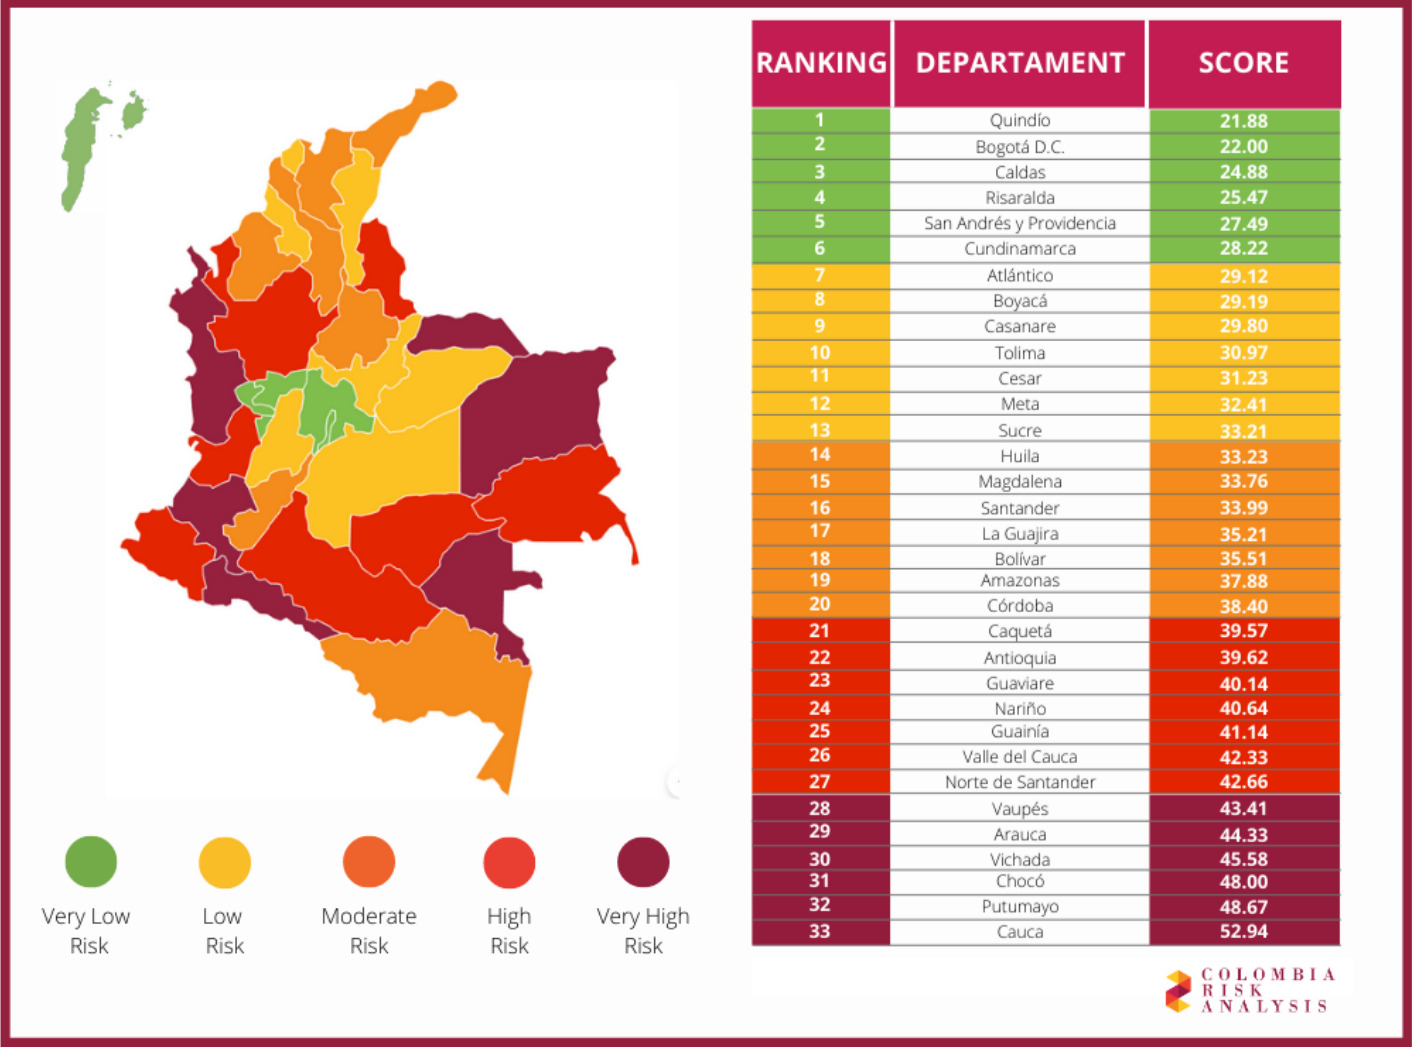 RANKING DEPARTAMENT SCORE
1 Quindío 21.88
2 Bogotá D.C. 22.00
3 Caldas 24.88
4 Risaralda 25.47
5 San Andrés y Providencia 27.49
6 Cundinamarca 28.22
7 Atlántico 29.12
8 Boyacá 29.19
9 Casanare 29.80
10 Tolima 30.97
11 Cesar 31.23
12 Meta 32.41
13 Sucre 33.21
14 Huila 33.23
15 Magdalena 33.76
16 Santander 33.99
17 La Guajira 35.21
18 Bolívar 35.51
19 Amazonas 37.88
20 Córdoba 38.40
21 Caquetá 39.57
22 Antioquia 39.62
23 Guaviare 40.14
24 Nariño 40.64
25 Guainía 41.14
26 Valle del Cauca 42.33
27 Norte de Santander 42.66
28 Vaupés 43.41
29 Arauca 44.33
30 Vichada 45.58
31 Chocó 48.00
32 Putumayo 48.67
33 Cauca 52.94
Very Low
Risk
Low
Risk
Moderate
Risk
High
Risk
Very High
Risk
COLOMBIA
RISK
ANALYSIS